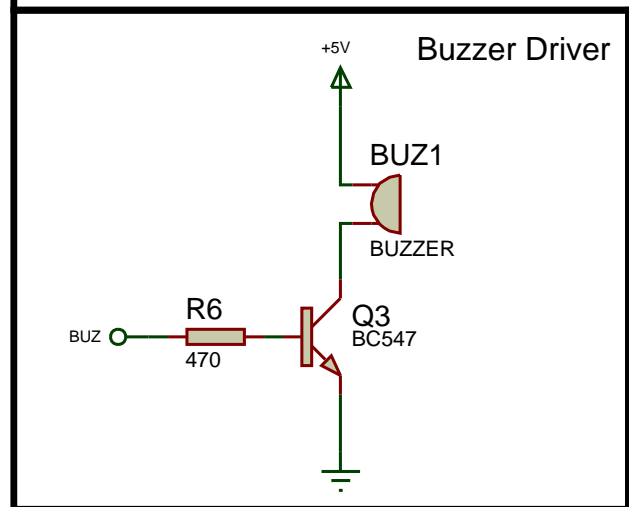 +5V
Buzzer Driver
BUZ1
BUZZER
R6
470
BUZ
Q3
BC547